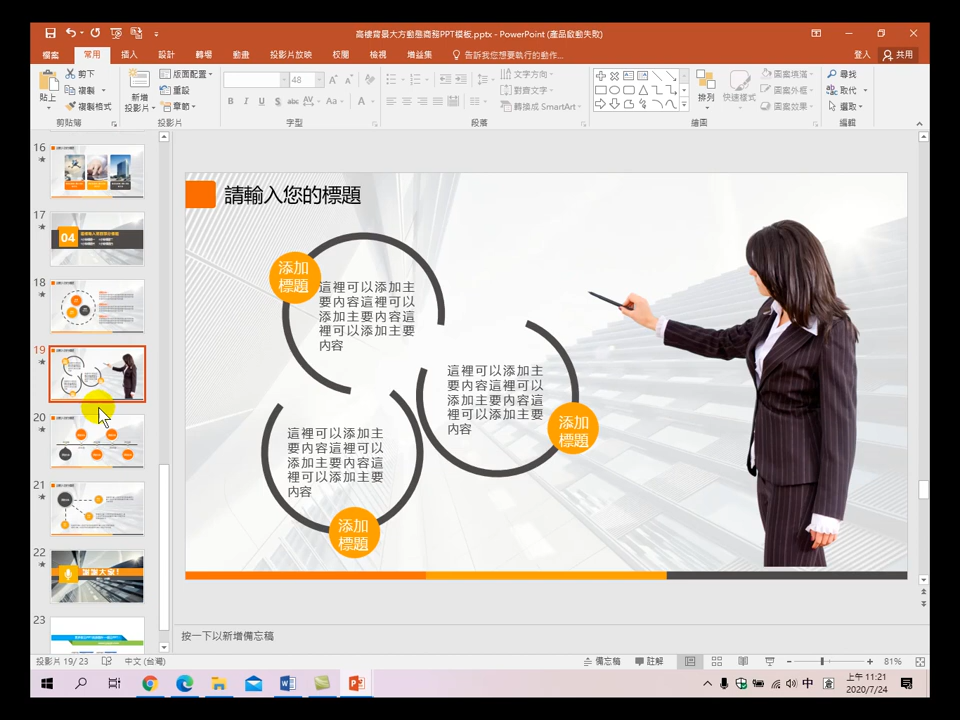 高樓背景大方動態商務PPT模板.pptx - PowerPoint (產品啟動失敗)
檔案 常用 插入 設計 轉場 動畫 投影片放映 校閱 檢視 增益集 告訴我您想要執行的動作... 登入 共用
剪下 版面配置 48 文字方向 圖案填滿 尋找
貼上 複製 新增 重設 對齊文字 排列 快速樣式 圖案外框 取代
複製格式 投影片 章節 B I U S abc AV Aa A 轉換成 SmartArt 圖案效果 選取
剪貼簿 投影片 字型 段落 繪圖 編輯
16
17
04
18
19
20
21
22
23
請輸入您的標題
添加
標題
這裡可以添加主
要內容這裡可以
添加主要內容這
裡可以添加主要
內容
這裡可以添加主
要內容這裡可以
添加主要內容這
裡可以添加主要
內容
添加
標題
這裡可以添加主
要內容這裡可以
添加主要內容這
裡可以添加主要
內容
添加
標題
按一下以新增備忘稿
投影片 19/ 23 中文 (台灣) 備忘稿 註解 81%
中 上午 11:21
2020/7/24